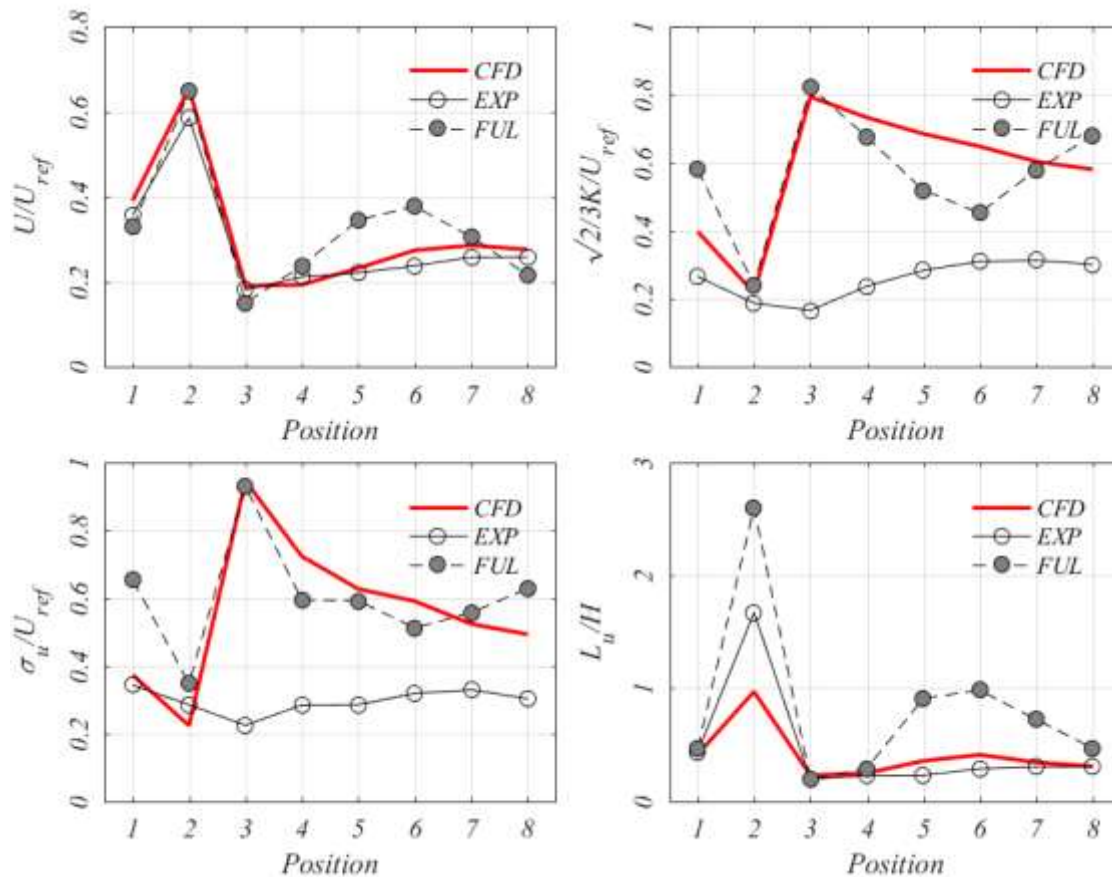 0.8
0.6
0.4
0.2
0
U/U_ref
CFD
EXP
FUL
1 2 3 4 5 6 7 8
Position
1
0.8
0.6
0.4
0.2
0
√2/3K/U_ref
CFD
EXP
FUL
1 2 3 4 5 6 7 8
Position
1
0.8
0.6
0.4
0.2
0
σ_u/U_ref
CFD
EXP
FUL
1 2 3 4 5 6 7 8
Position
3
2
1
0
L_u/H
CFD
EXP
FUL
1 2 3 4 5 6 7 8
Position